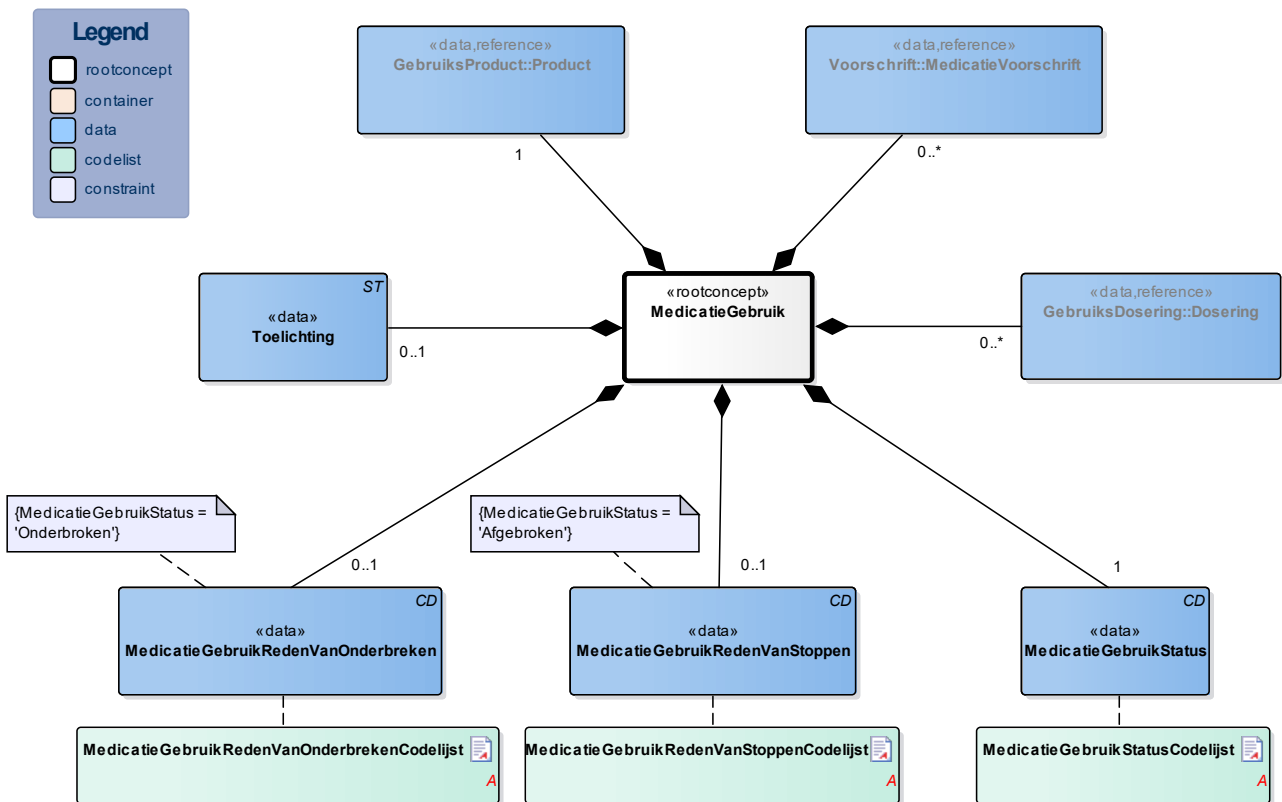 Legend
rootconcept
container
data
codelist
constraint
«data,reference»
GebruiksProduct::Product
«data,reference»
Voorschrift::MedicatieVoorschrift
1
0..*
ST
«data»
Toelichting
0..1
«rootconcept»
MedicatieGebruik
«data,reference»
GebruiksDosering::Dosering
0..*
{MedicatieGebruikStatus =
'Onderbroken'}
{MedicatieGebruikStatus =
'Afgebroken'}
0..1
0..1
1
CD
«data»
MedicatieGebruikRedenVanOnderbreken
CD
«data»
MedicatieGebruikRedenVanStoppen
CD
«data»
MedicatieGebruikStatus
MedicatieGebruikRedenVanOnderbrekenCodelijst
A
MedicatieGebruikRedenVanStoppenCodelijst
A
MedicatieGebruikStatusCodelijst
A